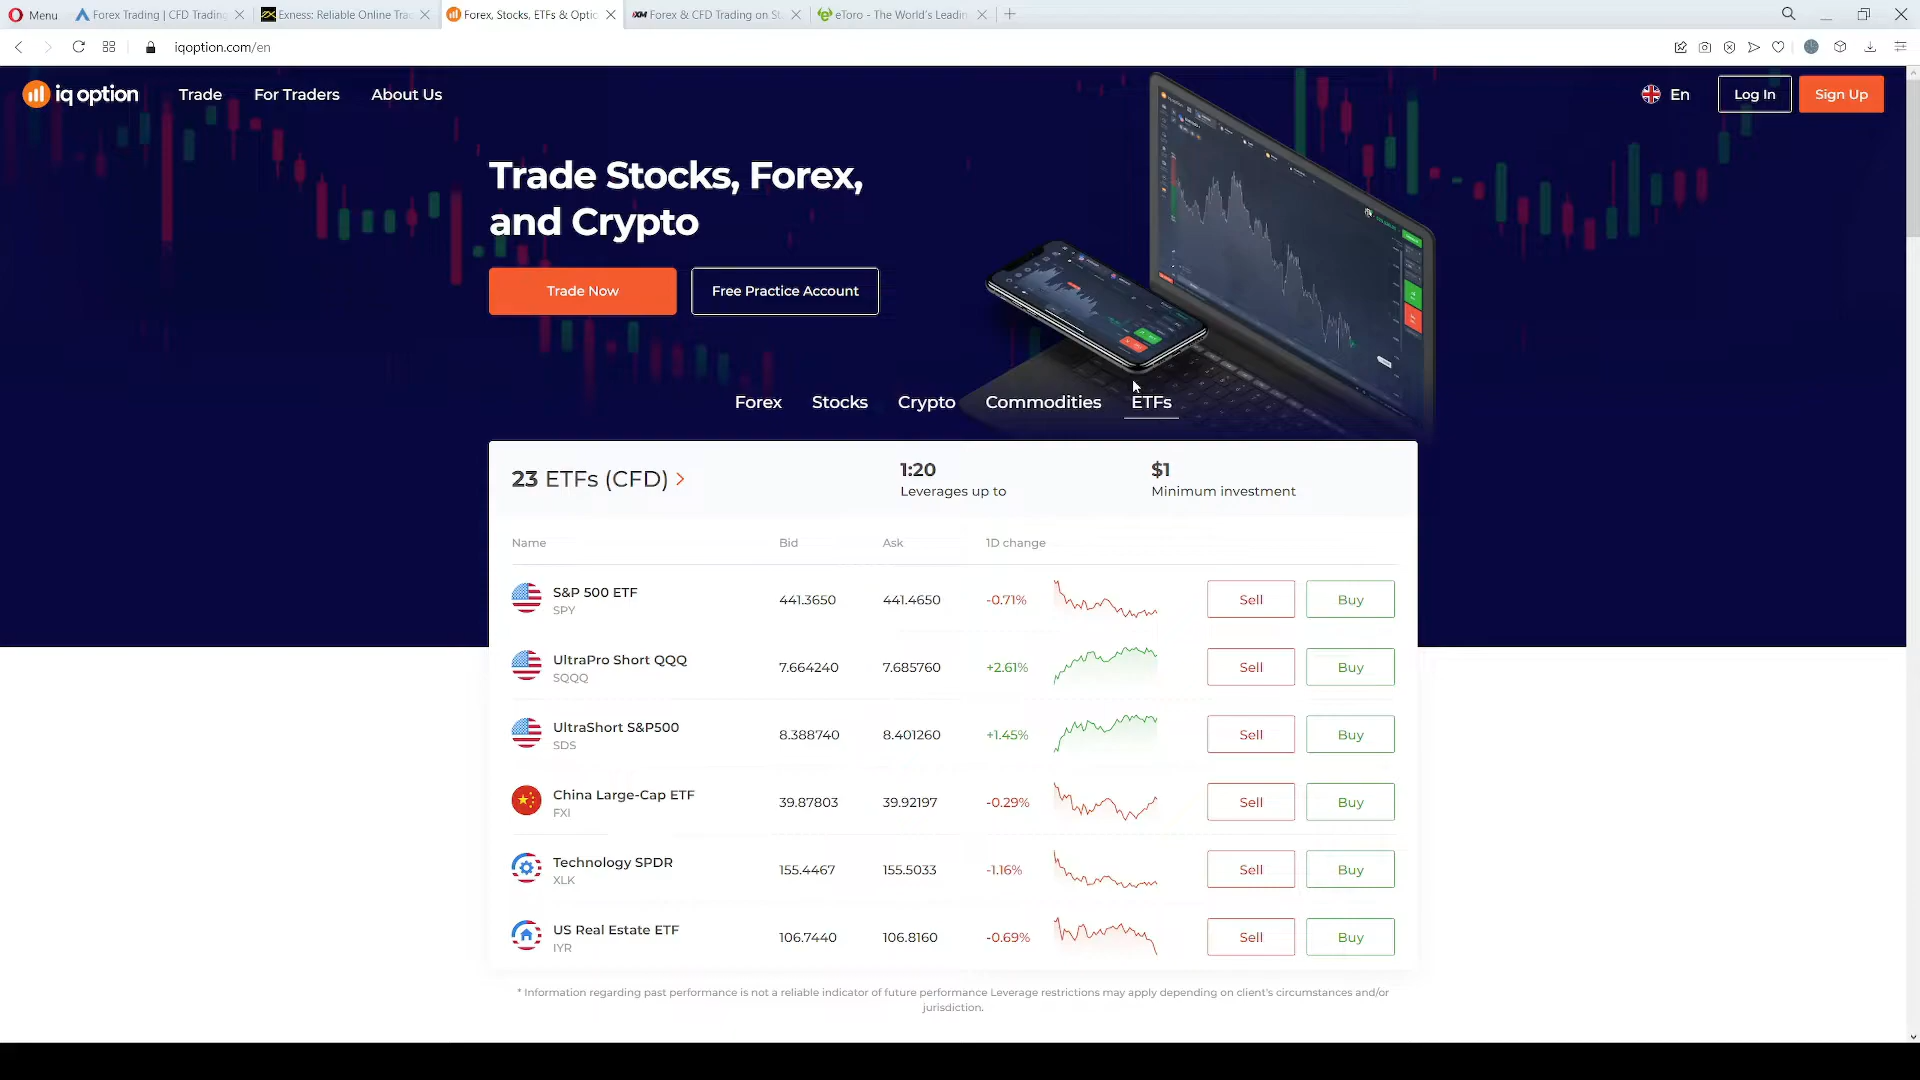 Menu
Forex Trading | CFD Trading
Exness: Reliable Online Tra
Forex, Stocks, ETFs & Optio
XM
Forex & CFD Trading on St
eToro - The World's Leadin
iqoption.com/en
iq option
Trade
For Traders
About Us
En
Log In
Sign Up
Trade Stocks, Forex,
and Crypto
Trade Now
Free Practice Account
Forex
Stocks
Crypto
Commodities
ETFs
23 ETFs (CFD) >
1:20
Leverages up to
$1
Minimum investment
Name Bid Ask 1D change
S&P 500 ETF
SPY
441.3650 441.4650 -0.71% Sell Buy
UltraPro Short QQQ
SQQQ
7.664240 7.685760 +2.61% Sell Buy
UltraShort S&P500
SDS
8.388740 8.401260 +1.45% Sell Buy
China Large-Cap ETF
FXI
39.87803 39.92197 -0.29% Sell Buy
Technology SPDR
XLK
155.4467 155.5033 -1.16% Sell Buy
US Real Estate ETF
IYR
106.7440 106.8160 -0.69% Sell Buy
* Information regarding past performance is not a reliable indicator of future performance Leverage restrictions may apply depending on client's circumstances and/or
jurisdiction.